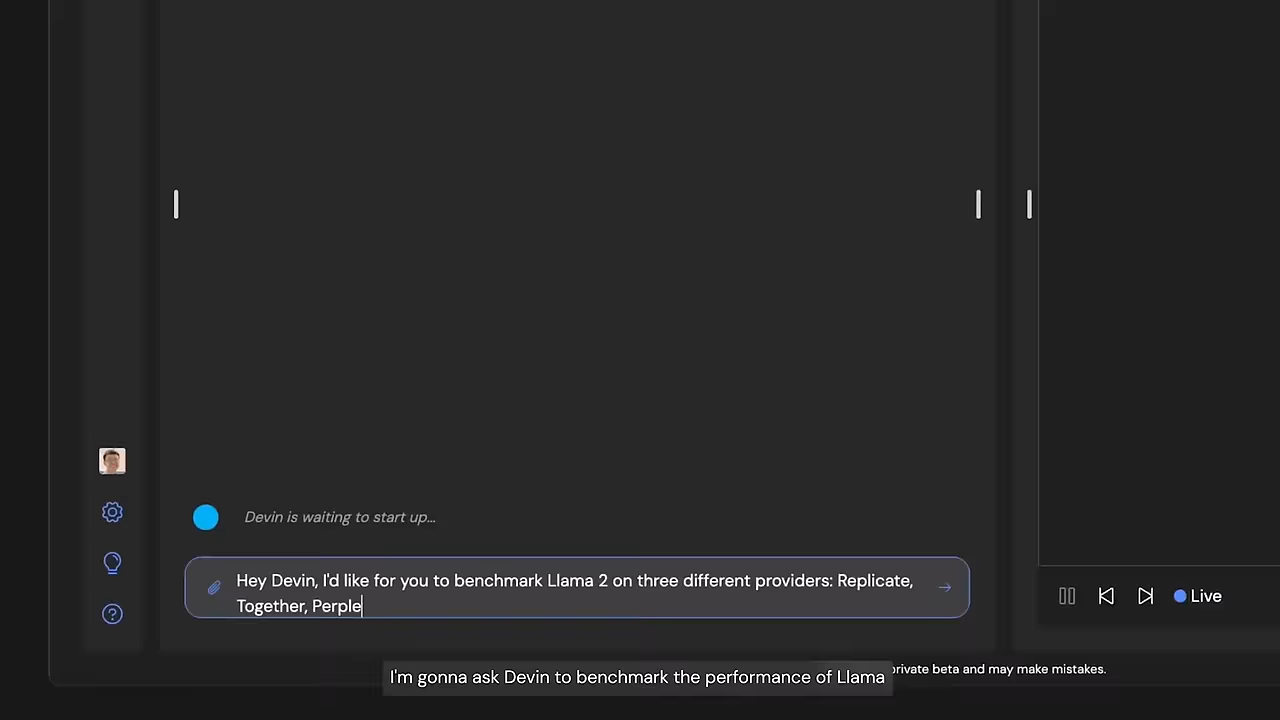 Devin is waiting to start up...
Hey Devin, I'd like for you to benchmark Llama 2 on three different providers: Replicate,
Together, Perple
Live
private beta and may make mistakes.
I'm gonna ask Devin to benchmark the performance of Llama